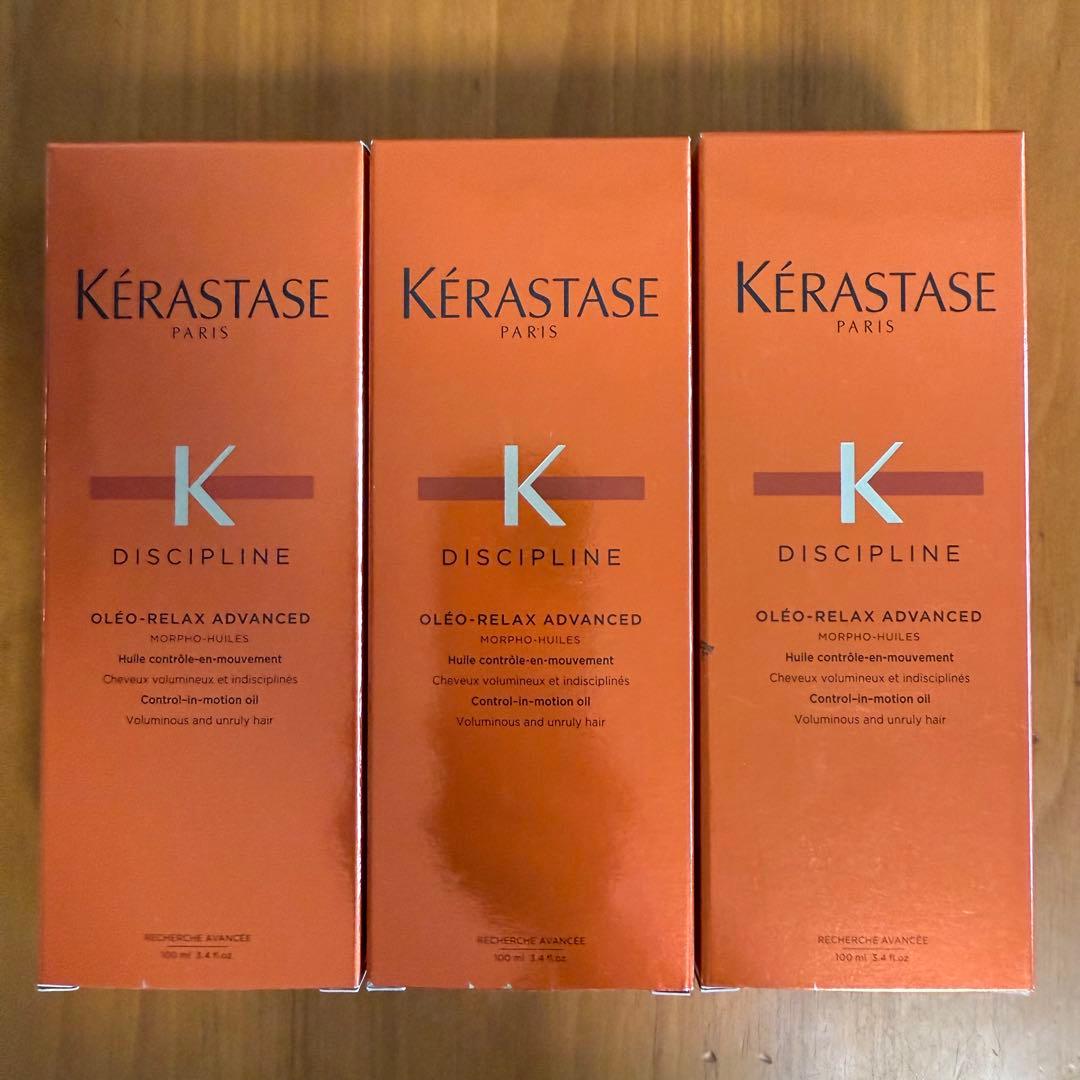 KÉRASTASE
PARIS
K
DISCIPLINE
OLÉO-RELAX ADVANCED
MORPHO-HUILES
Huile contrôle-en-mouvement
Cheveux volumineux et indisciplinés
Control-in-motion oil
Voluminous and unruly hair
RECHERCHE AVANCÉE
100 ml 3.4 fl.oz
KÉRASTASE
PARIS
K
DISCIPLINE
OLÉO-RELAX ADVANCED
MORPHO-HUILES
Huile contrôle-en-mouvement
Cheveux volumineux et indisciplinés
Control-in-motion oil
Voluminous and unruly hair
RECHERCHE AVANCÉE
100 ml 3.4 fl.oz
KÉRASTASE
PARIS
K
DISCIPLINE
OLÉO-RELAX ADVANCED
MORPHO-HUILES
Huile contrôle-en-mouvement
Cheveux volumineux et indisciplinés
Control-in-motion oil
Voluminous and unruly hair
RECHERCHE AVANCÉE
100 ml 3.4 fl.oz